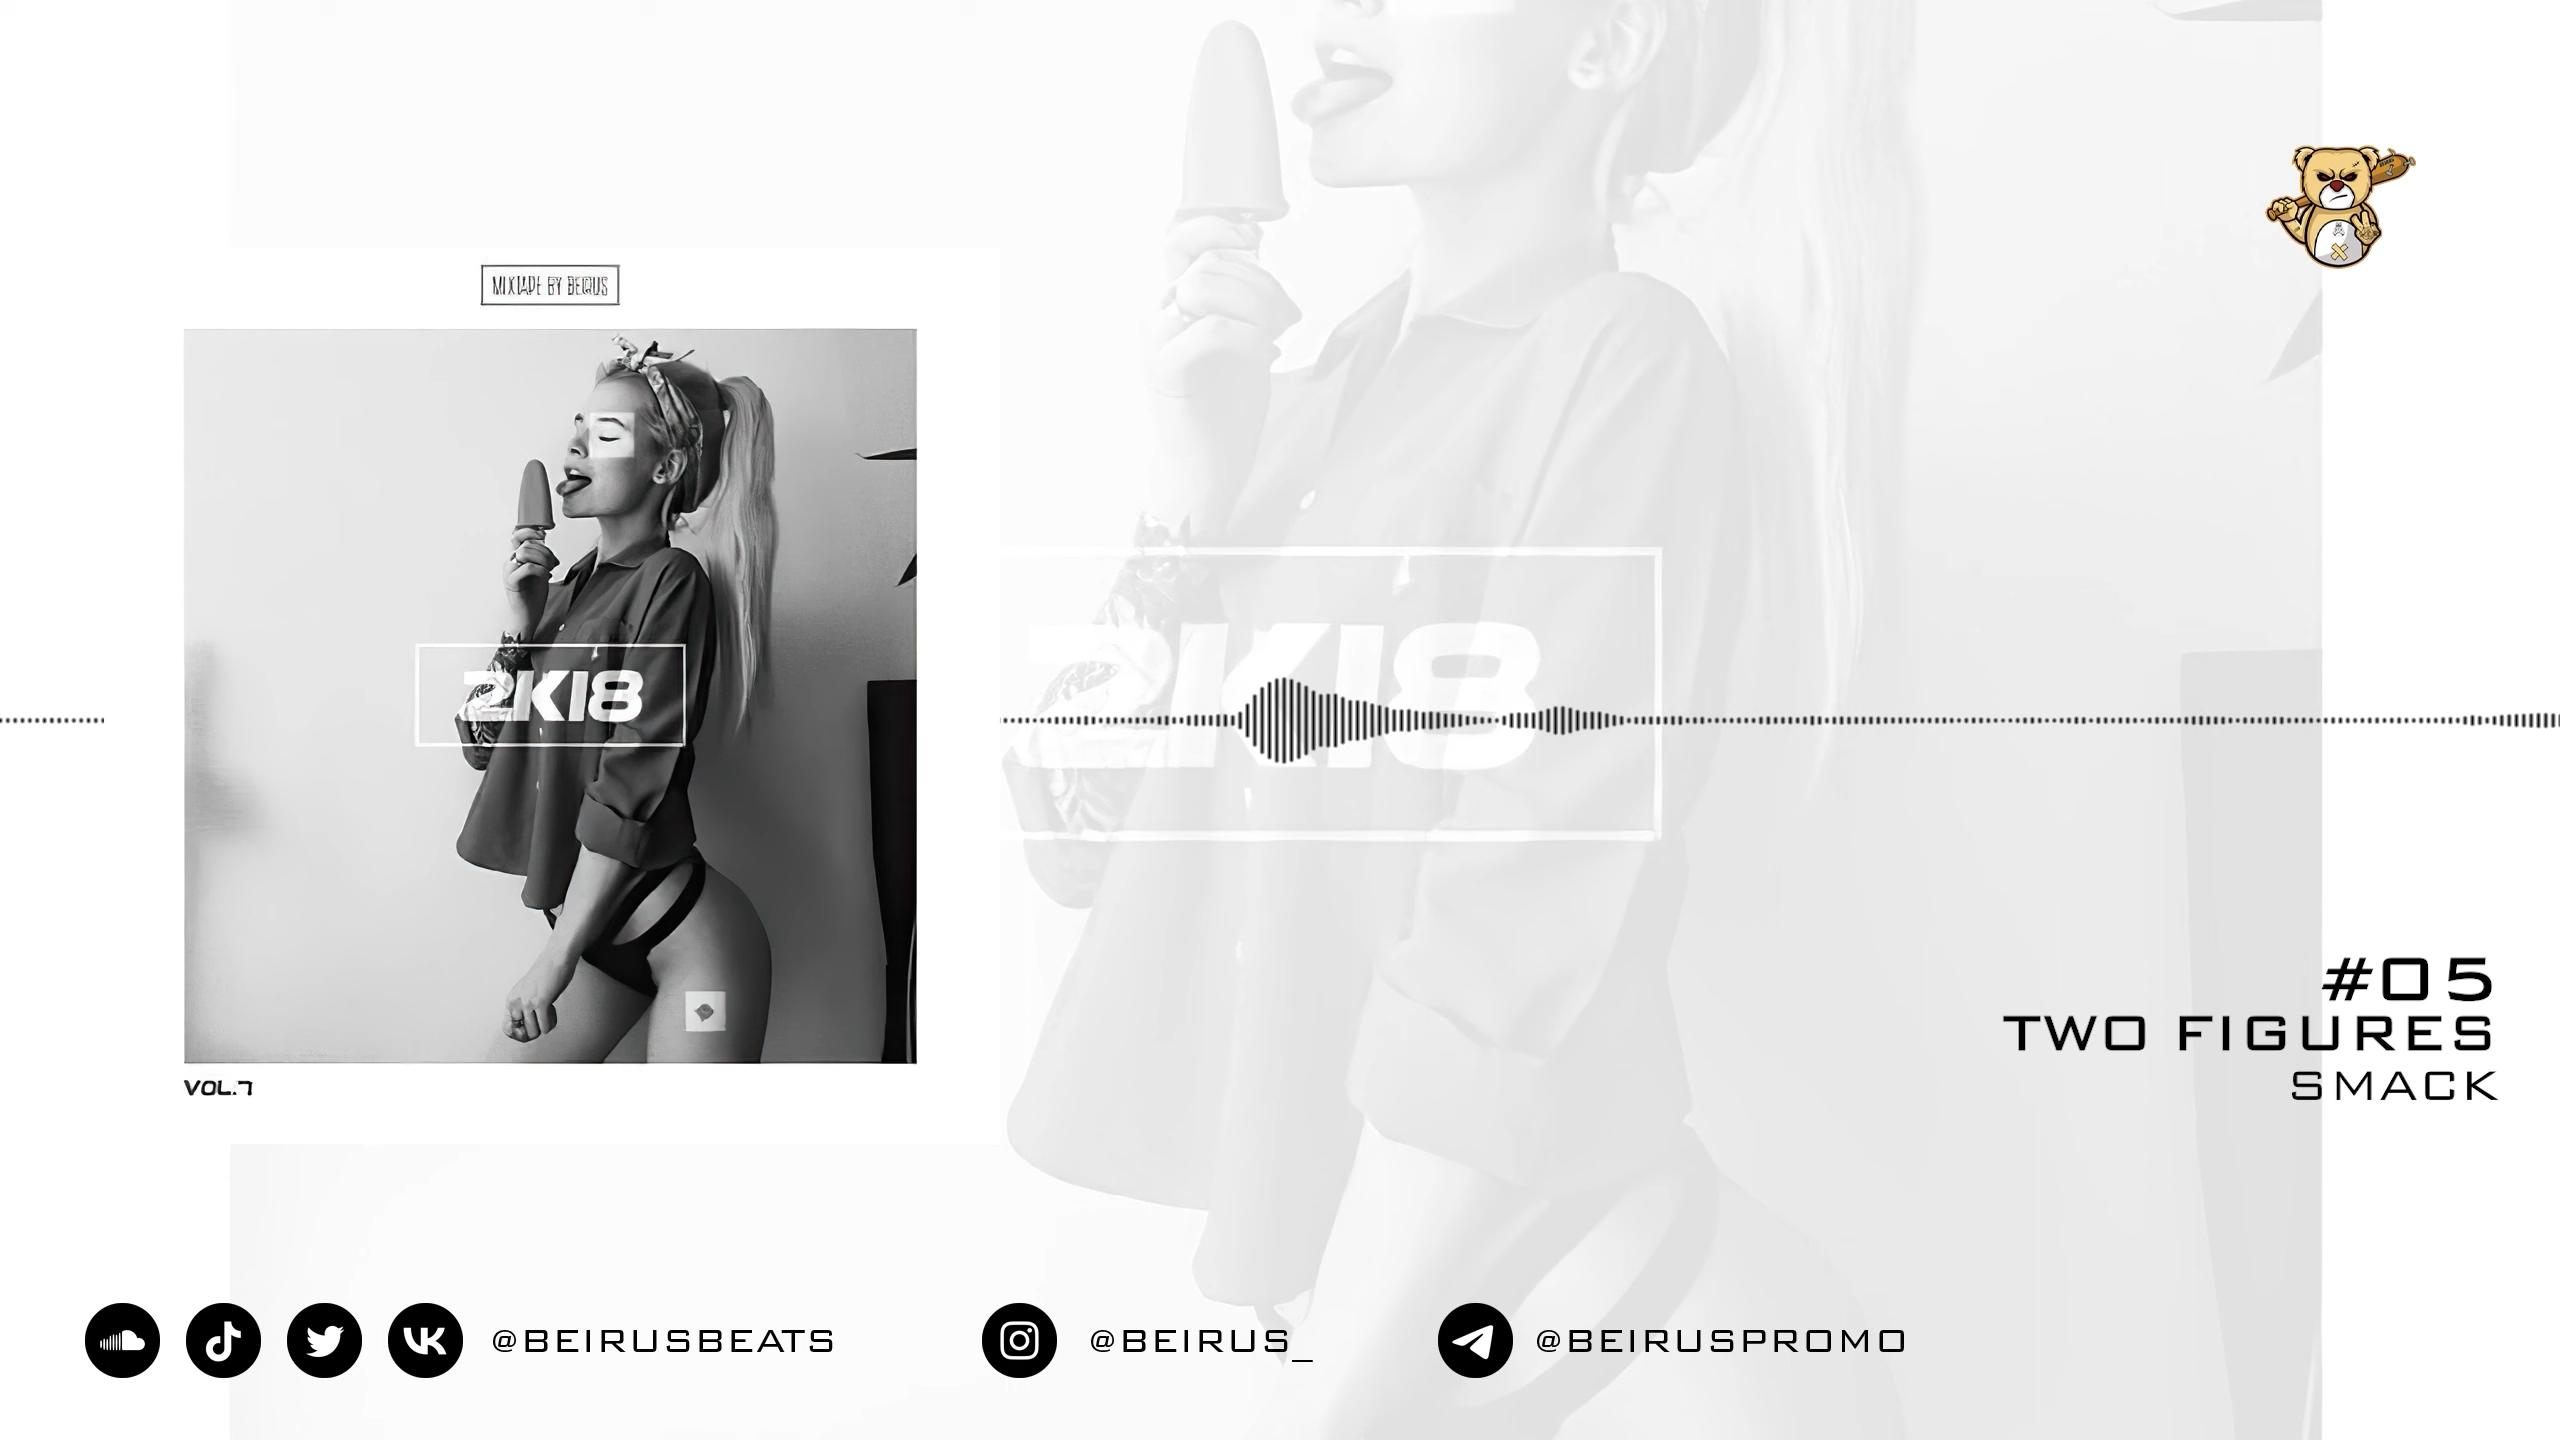 MIXTAPE BY BEIRUS
2K18
2K18
VOL.7
#05
TWO FIGURES
SMACK
@BEIRUSBEATS
@BEIRUS_
@BEIRUSPROMO